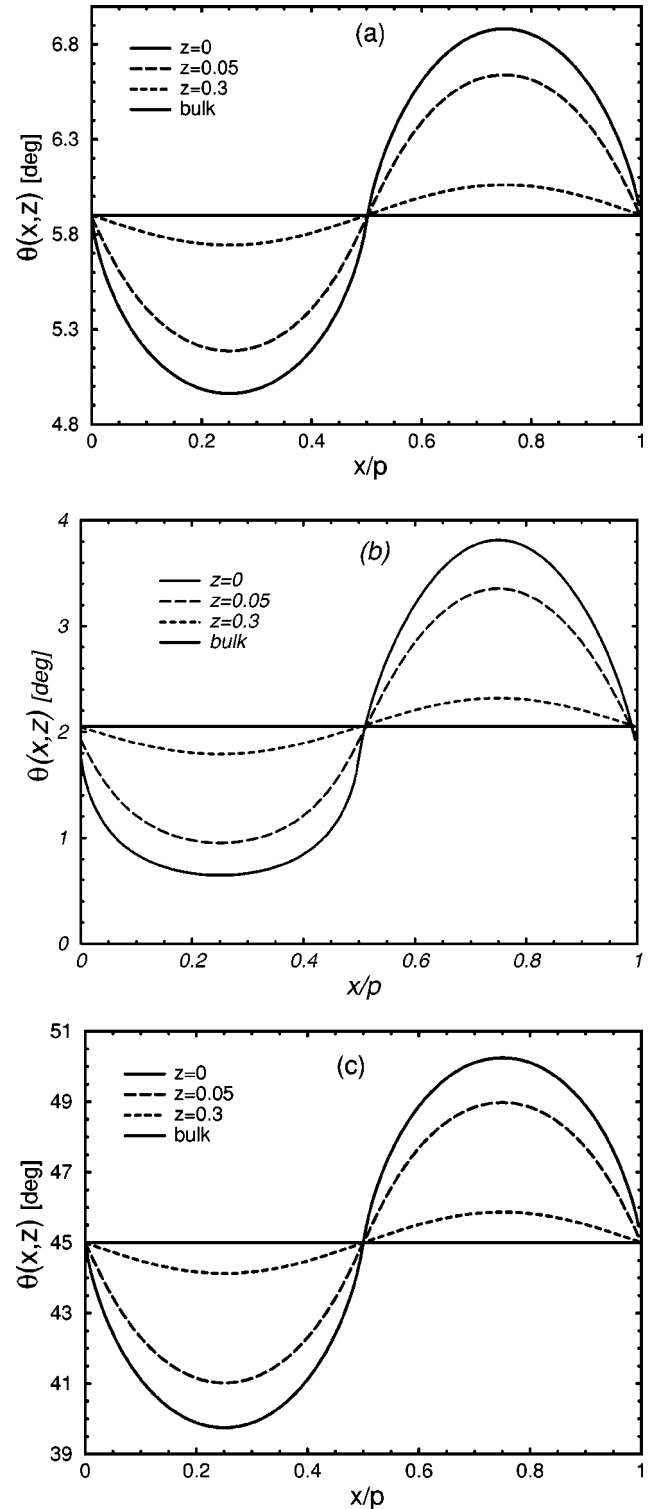 (a)
z=0
z=0.05
z=0.3
bulk
6.8
6.3
5.8
5.3
4.8
θ(x,z) [deg]
0 0.2 0.4 0.6 0.8 1
x/p
(b)
z=0
z=0.05
z=0.3
bulk
4
3
2
1
0
θ(x,z) [deg]
0 0.2 0.4 0.6 0.8 1
x/p
(c)
z=0
z=0.05
z=0.3
bulk
51
49
47
45
43
41
39
θ(x,z) [deg]
0 0.2 0.4 0.6 0.8 1
x/p